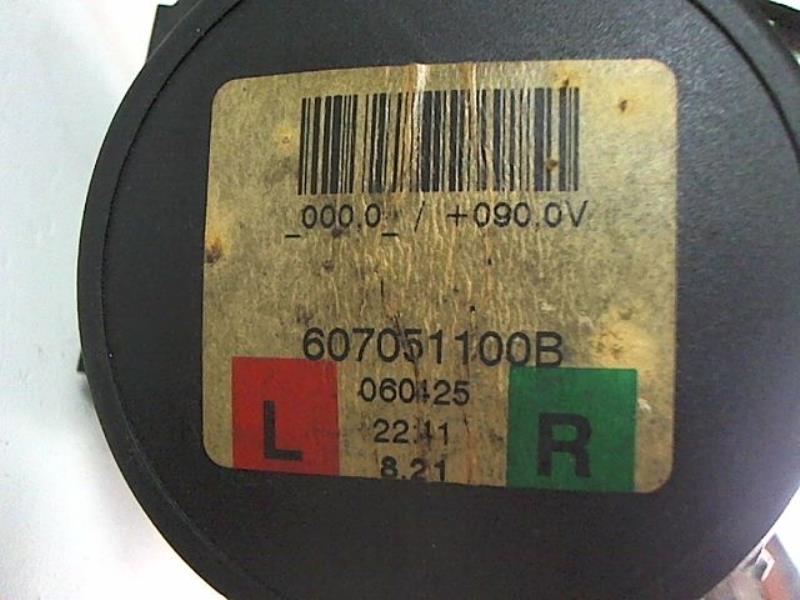 _000,0_ / +090,0V
607051100B
060425
22:11
8.21
L
R